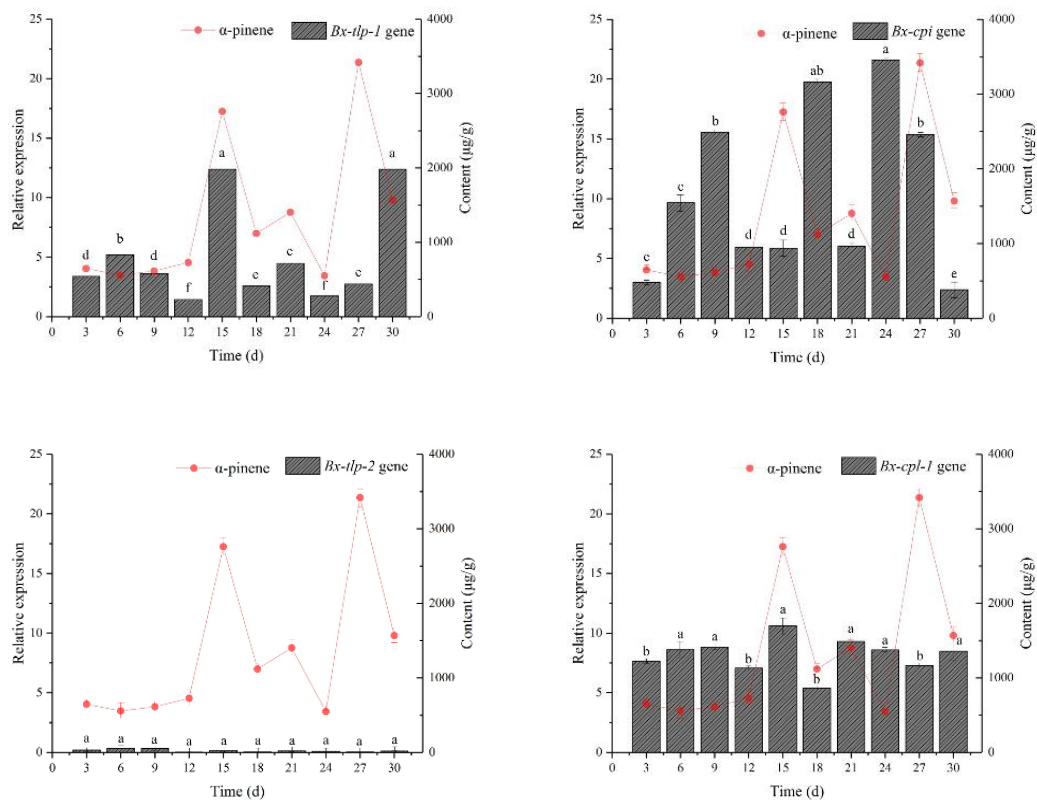 α-pinene Bx-tlp-1 gene
25
20
15
10
5
0
Relative expression
4000
3000
2000
1000
0
Content (μg/g)
d b d f a c c f c a
0 3 6 9 12 15 18 21 24 27 30
Time (d)
α-pinene Bx-cpi gene
25
20
15
10
5
0
Relative expression
4000
3000
2000
1000
0
Content (μg/g)
e c b d d ab d a b e
0 3 6 9 12 15 18 21 24 27 30
Time (d)
α-pinene Bx-tlp-2 gene
25
20
15
10
5
0
Relative expression
4000
3000
2000
1000
0
Content (μg/g)
a a a a a a a a a a
0 3 6 9 12 15 18 21 24 27 30
Time (d)
α-pinene Bx-cpl-1 gene
25
20
15
10
5
0
Relative expression
4000
3000
2000
1000
0
Content (μg/g)
b a a b a b a a b a
0 3 6 9 12 15 18 21 24 27 30
Time (d)